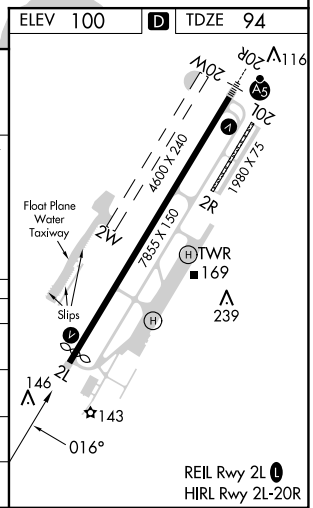 ELEV 100 D TDZE 94
20R
116
20W
A5
20L
V
4600 X 240
1980 X 75
Float Plane
Water
Taxiway
2W
7855 X 150
2R
H TWR
169
239
Slips
H
V
2L
146
143
016°
REIL Rwy 2L L
HIRL Rwy 2L-20R